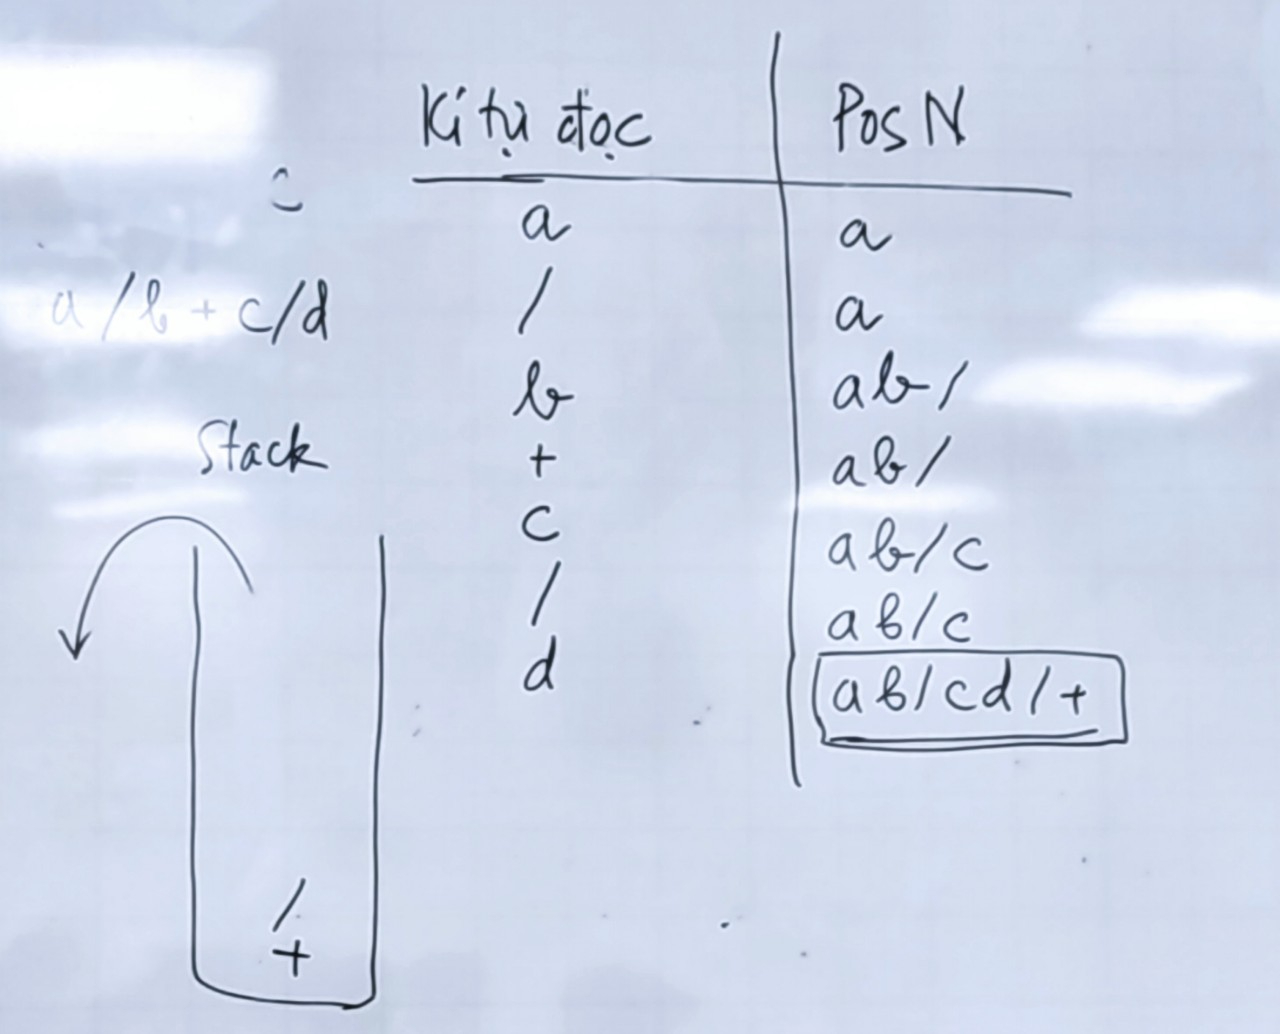 Kí tự đọc PosN
c
a a
/ a
a/b + c/d
b ab/
Stack
+ ab/
c ab/c
/ ab/c
d ab/cd/+
/
+